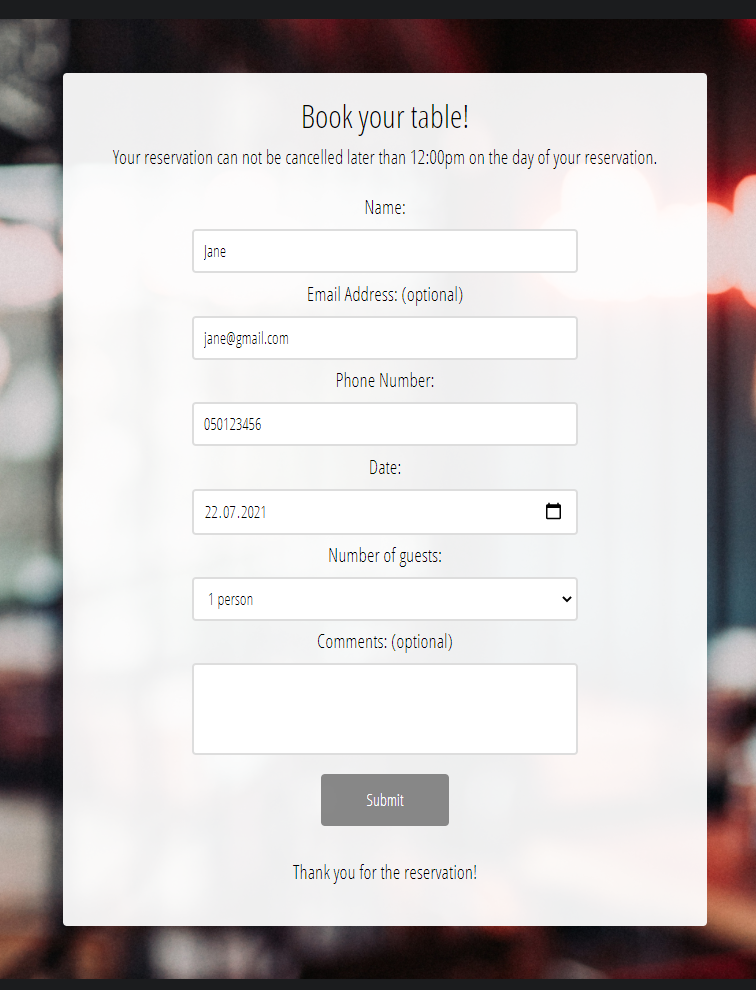 Book your table!
Your reservation can not be cancelled later than 12:00pm on the day of your reservation.
Name:
Jane
Email Address: (optional)
jane@gmail.com
Phone Number:
050123456
Date:
22.07.2021
Number of guests:
1 person
Comments: (optional)
Submit
Thank you for the reservation!